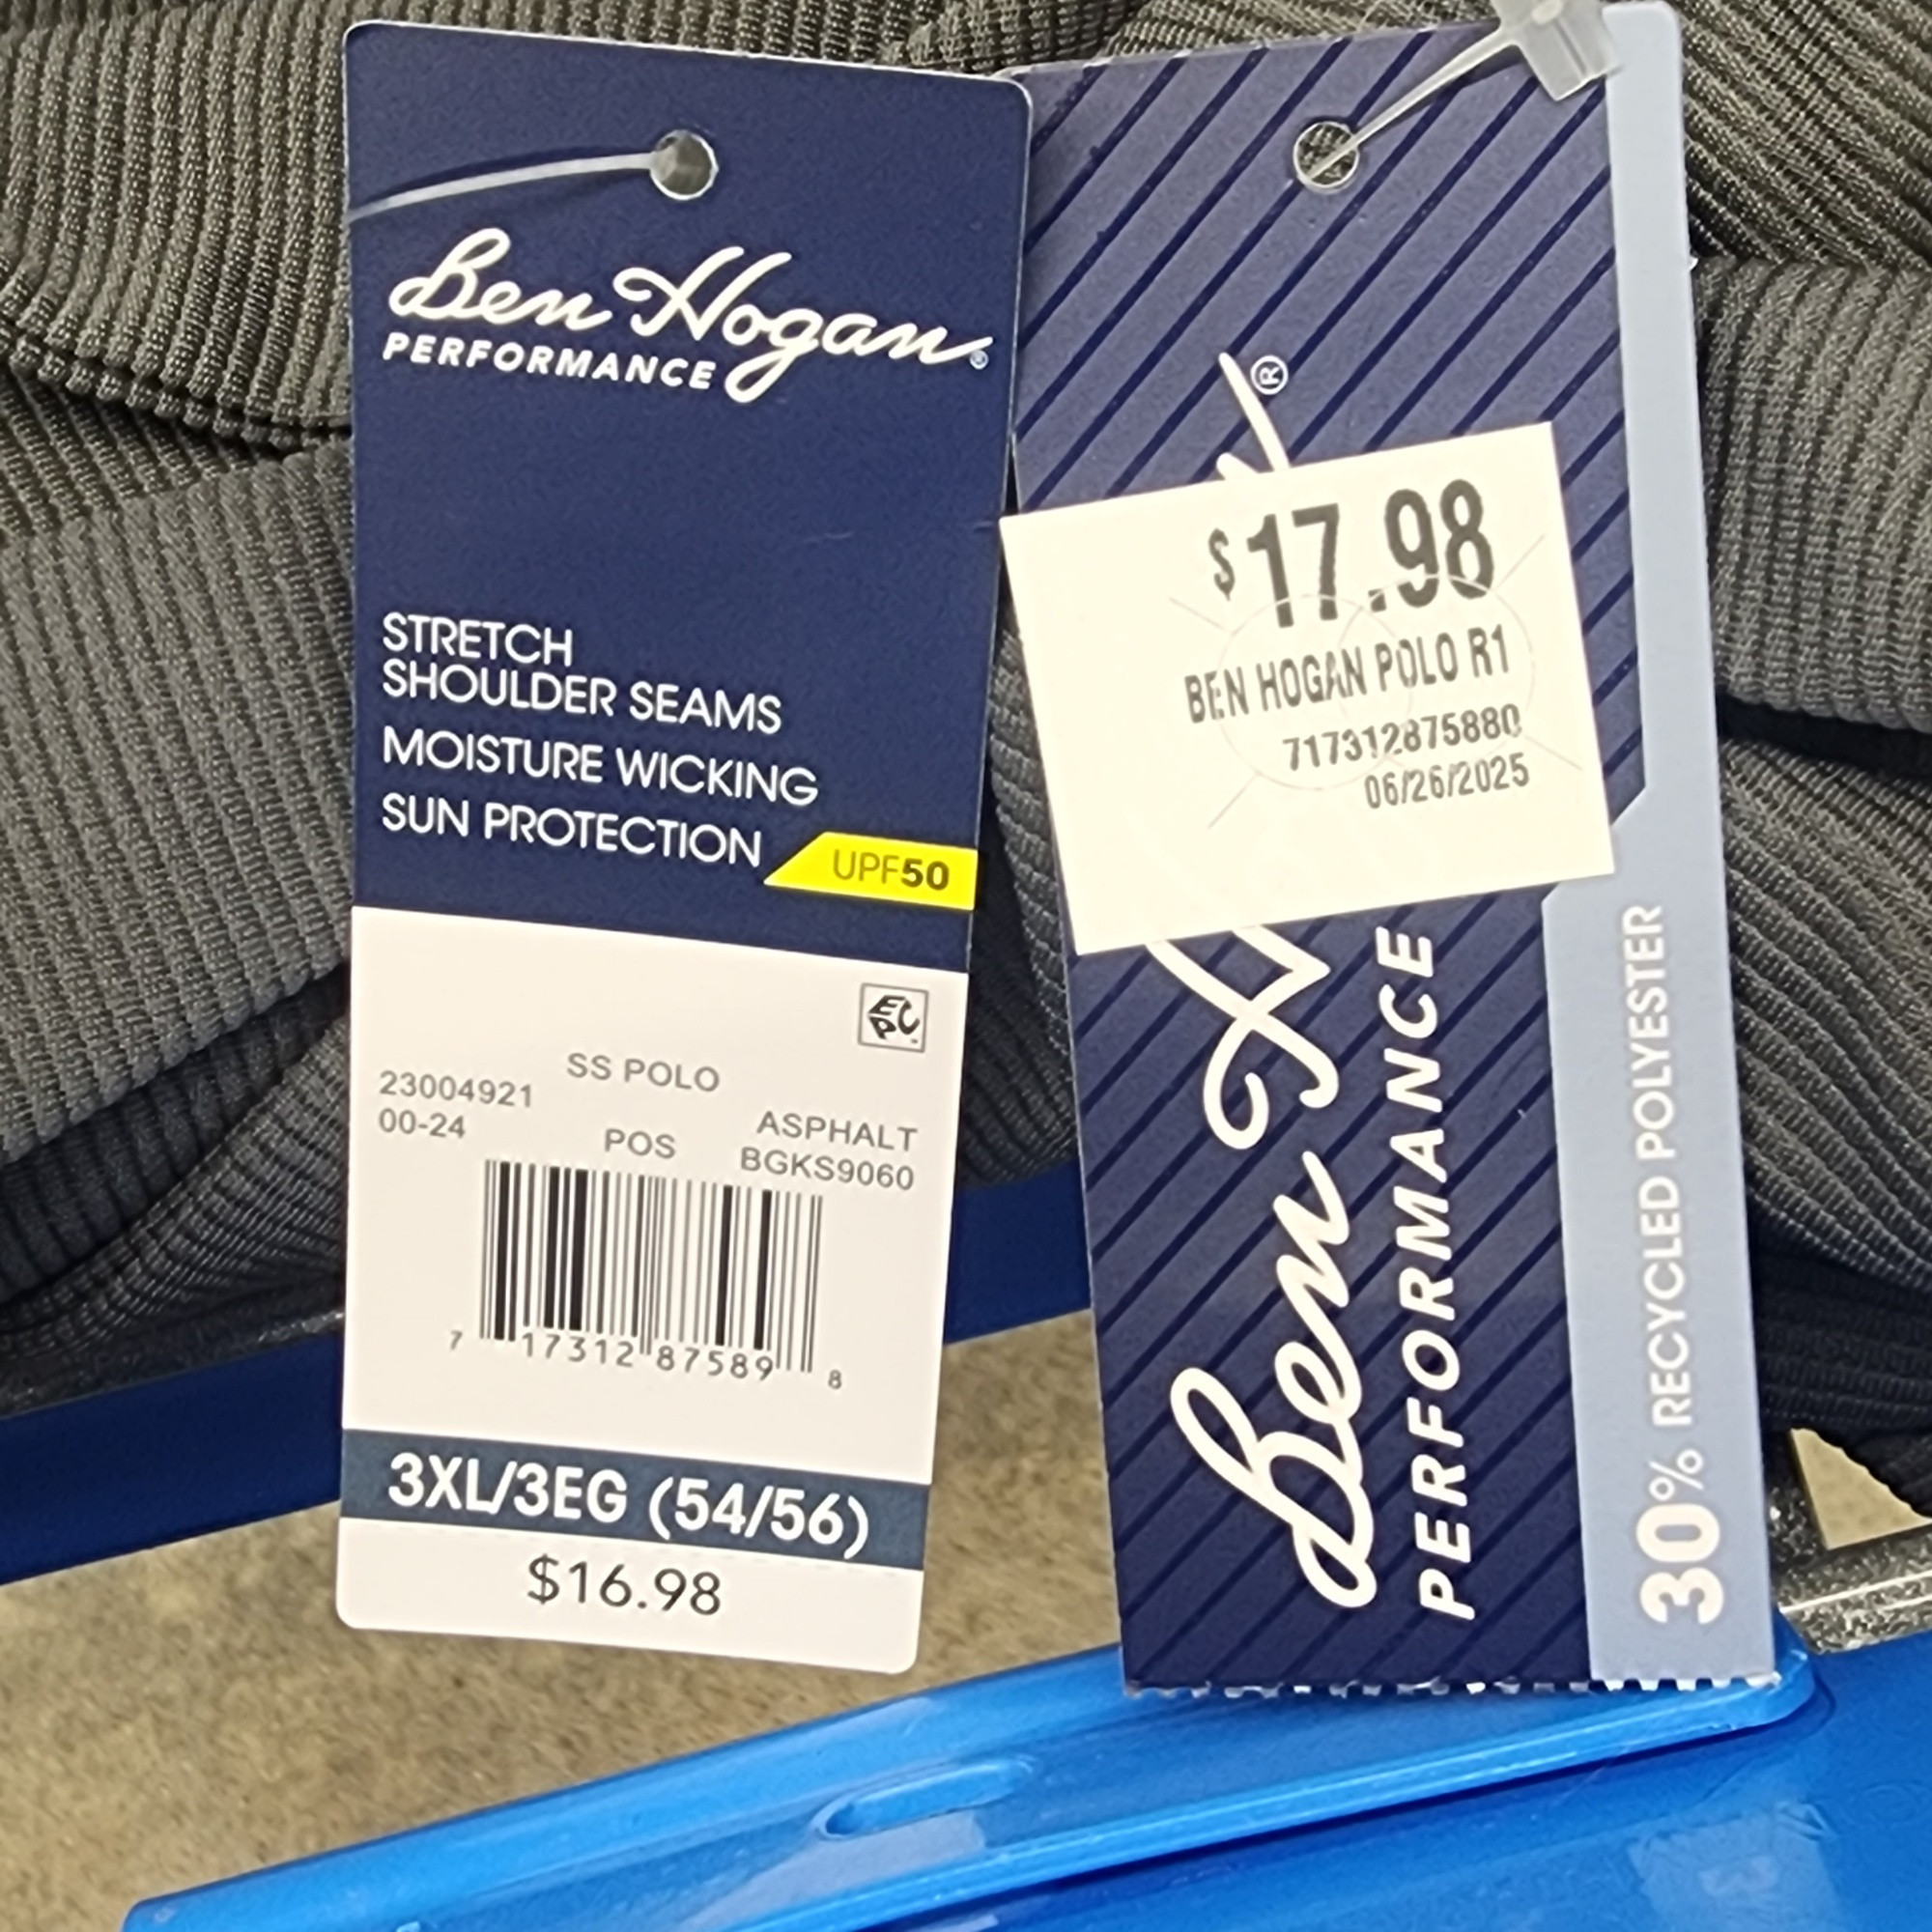 Ben Hogan®
PERFORMANCE
STRETCH
SHOULDER SEAMS
MOISTURE WICKING
SUN PROTECTION UPF50
EPC
SS POLO
23004921
00-24
POS
ASPHALT
BGKS9060
7 17312 87589 8
3XL/3EG (54/56)
$16.98
®
$17.98
BEN HOGAN POLO R1
717312875880
06/26/2025
Ben
PERFORMANCE
30% RECYCLED POLYESTER